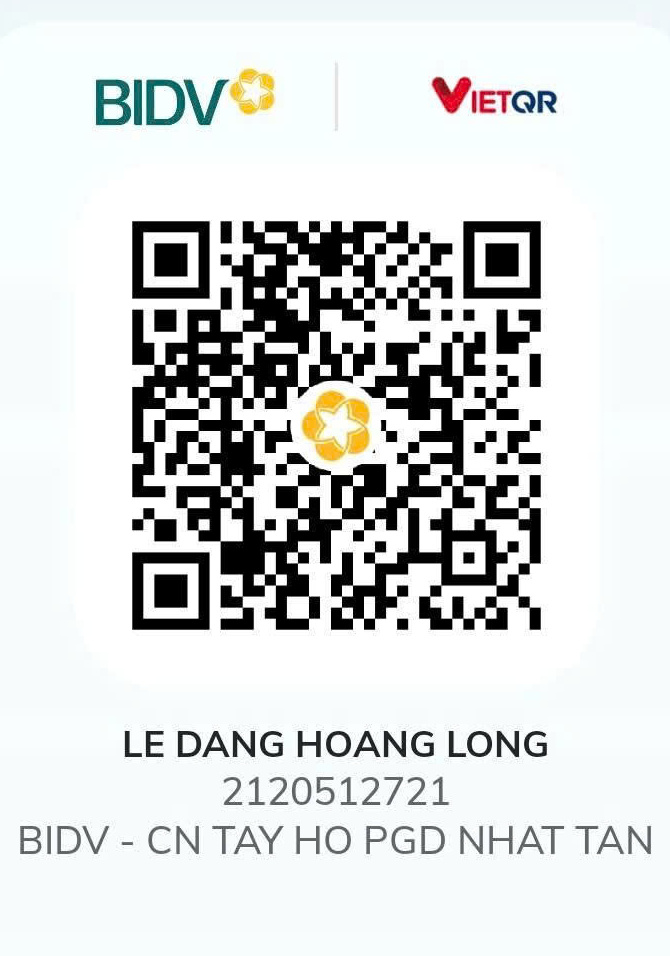 BIDV
VIETQR
LE DANG HOANG LONG
2120512721
BIDV - CN TAY HO PGD NHAT TAN